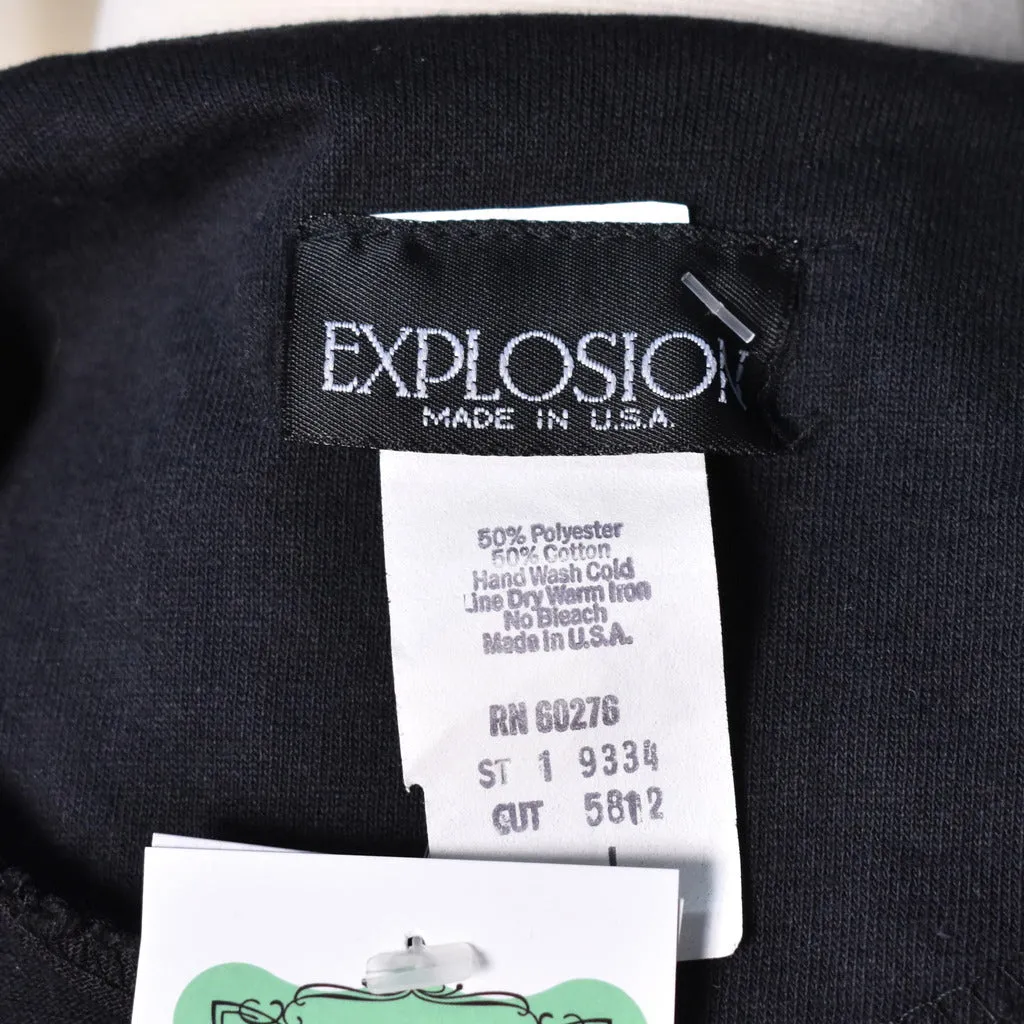 EXPLOSION
MADE IN U.S.A.
50% Polyester
50% Cotton
Hand Wash Cold
Line Dry Warm Iron
No Bleach
Made In U.S.A.
RN 60276
ST 1 9334
CUT 5812